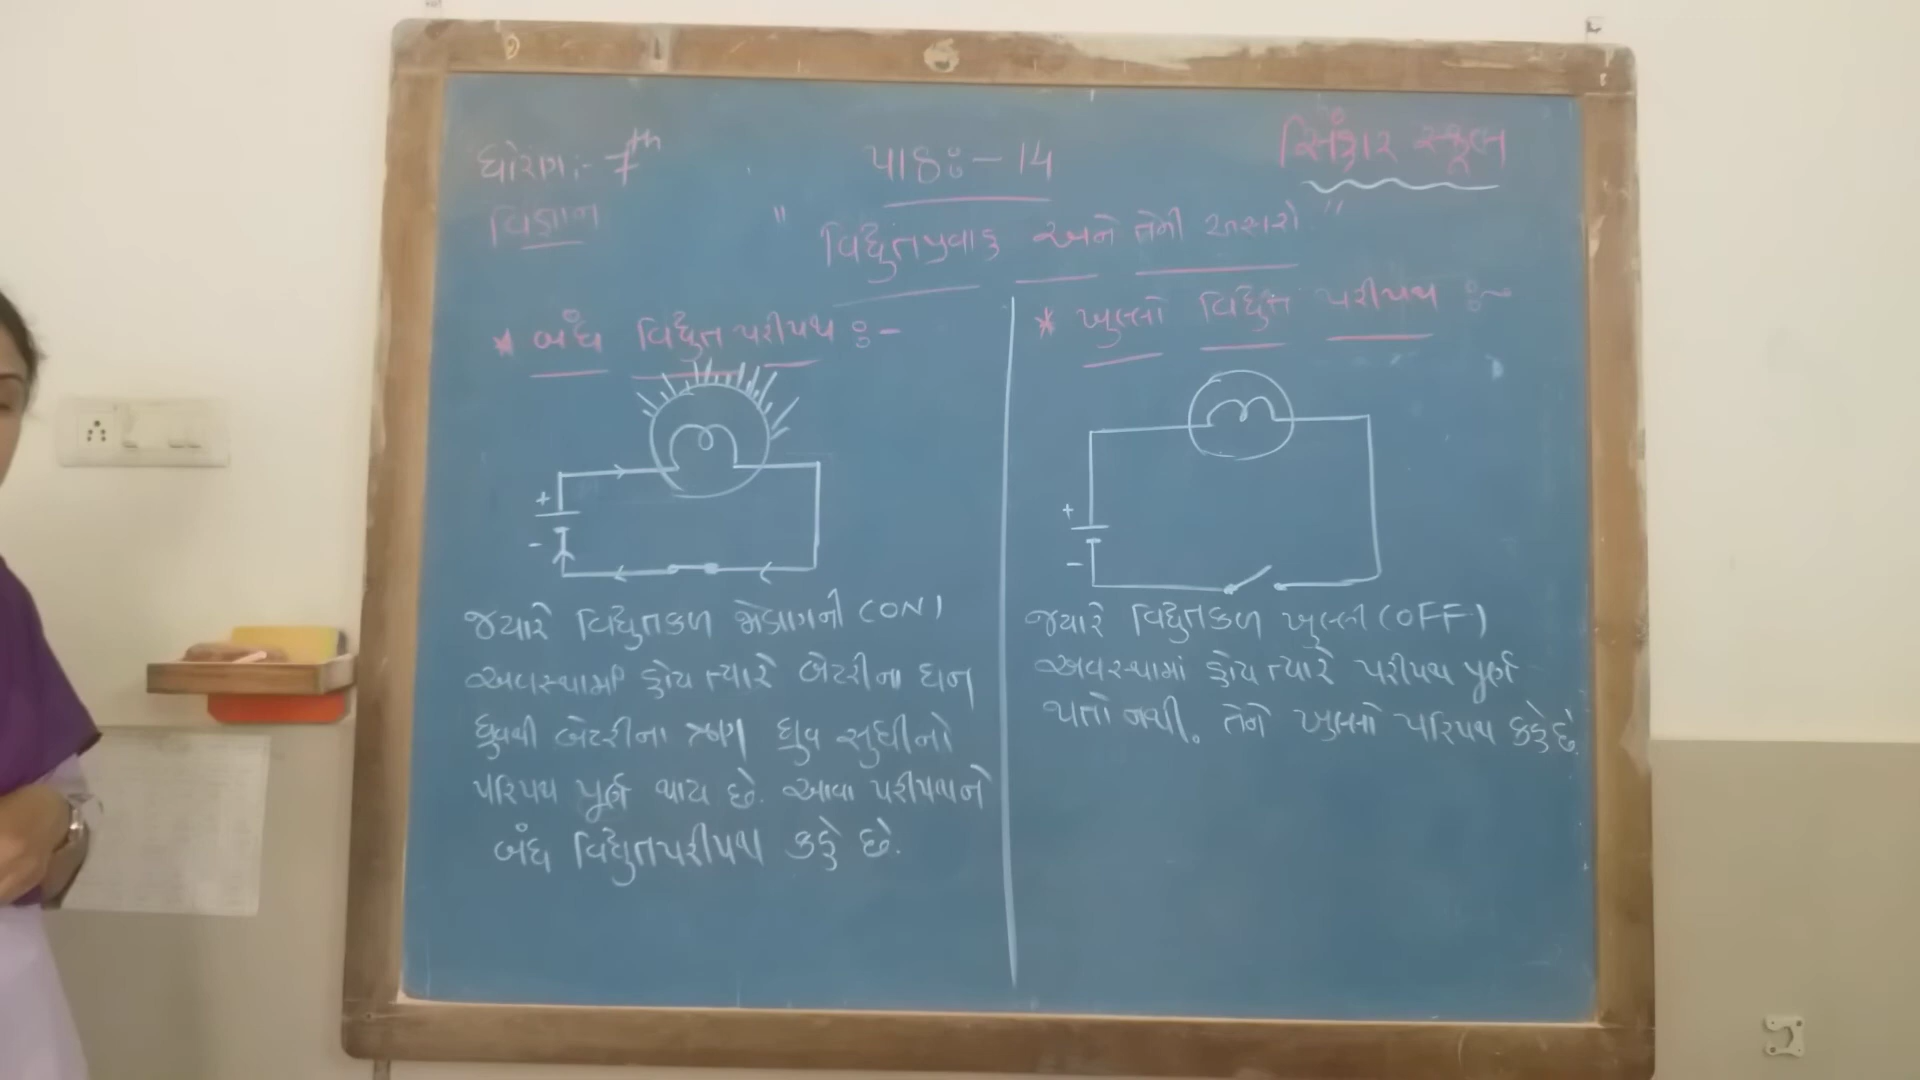 ધોરણ:- 7th
વિજ્ઞાન
પાઠઃ- 14
સ્કૂલ
" વિદ્યુતપ્રવાહ અને તેની અસરો "
* બંધ વિદ્યુત પરીપથ ઃ-
+
-
જયારે વિદ્યુતકળ જોડાણની (ON)
અવસ્થામાં હોય ત્યારે બેટરીના ધન
ધ્રુવથી બેટરીના ઋણ ધ્રુવ સુધીનો
પરિપથ પૂર્ણ થાય છે. આવા પરીપથને
બંધ વિદ્યુતપરીપથ કહે છે.
* ખુલ્લો વિદ્યુત પરીપથ ઃ-
+
-
જયારે વિદ્યુતકળ ખુલ્લી (OFF)
અવસ્થામાં હોય ત્યારે પરીપથ પૂર્ણ
થતો નથી. તેને ખુલ્લો પરિપથ કહે છે.